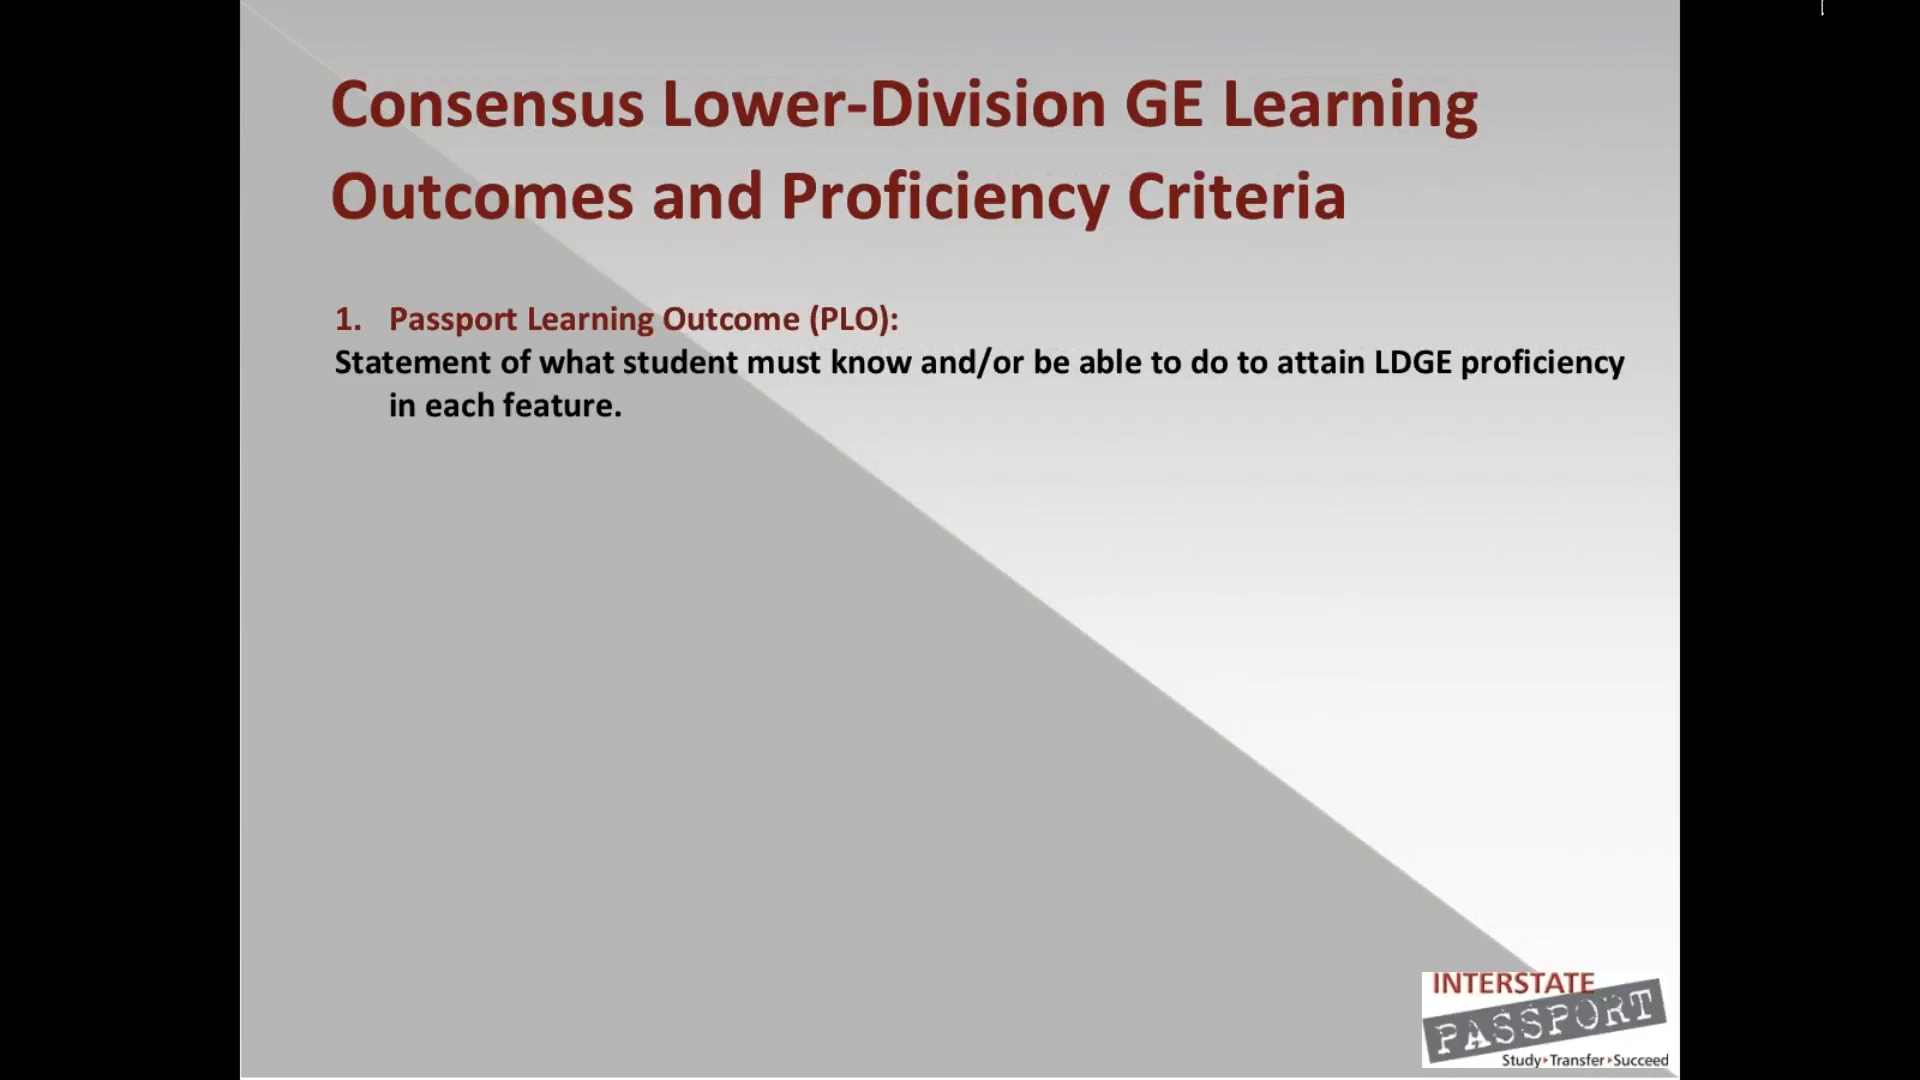 Consensus Lower-Division GE Learning
Outcomes and Proficiency Criteria
1. Passport Learning Outcome (PLO):
Statement of what student must know and/or be able to do to attain LDGE proficiency
in each feature.
INTERSTATE
PASSPORT
Study‣Transfer‣Succeed